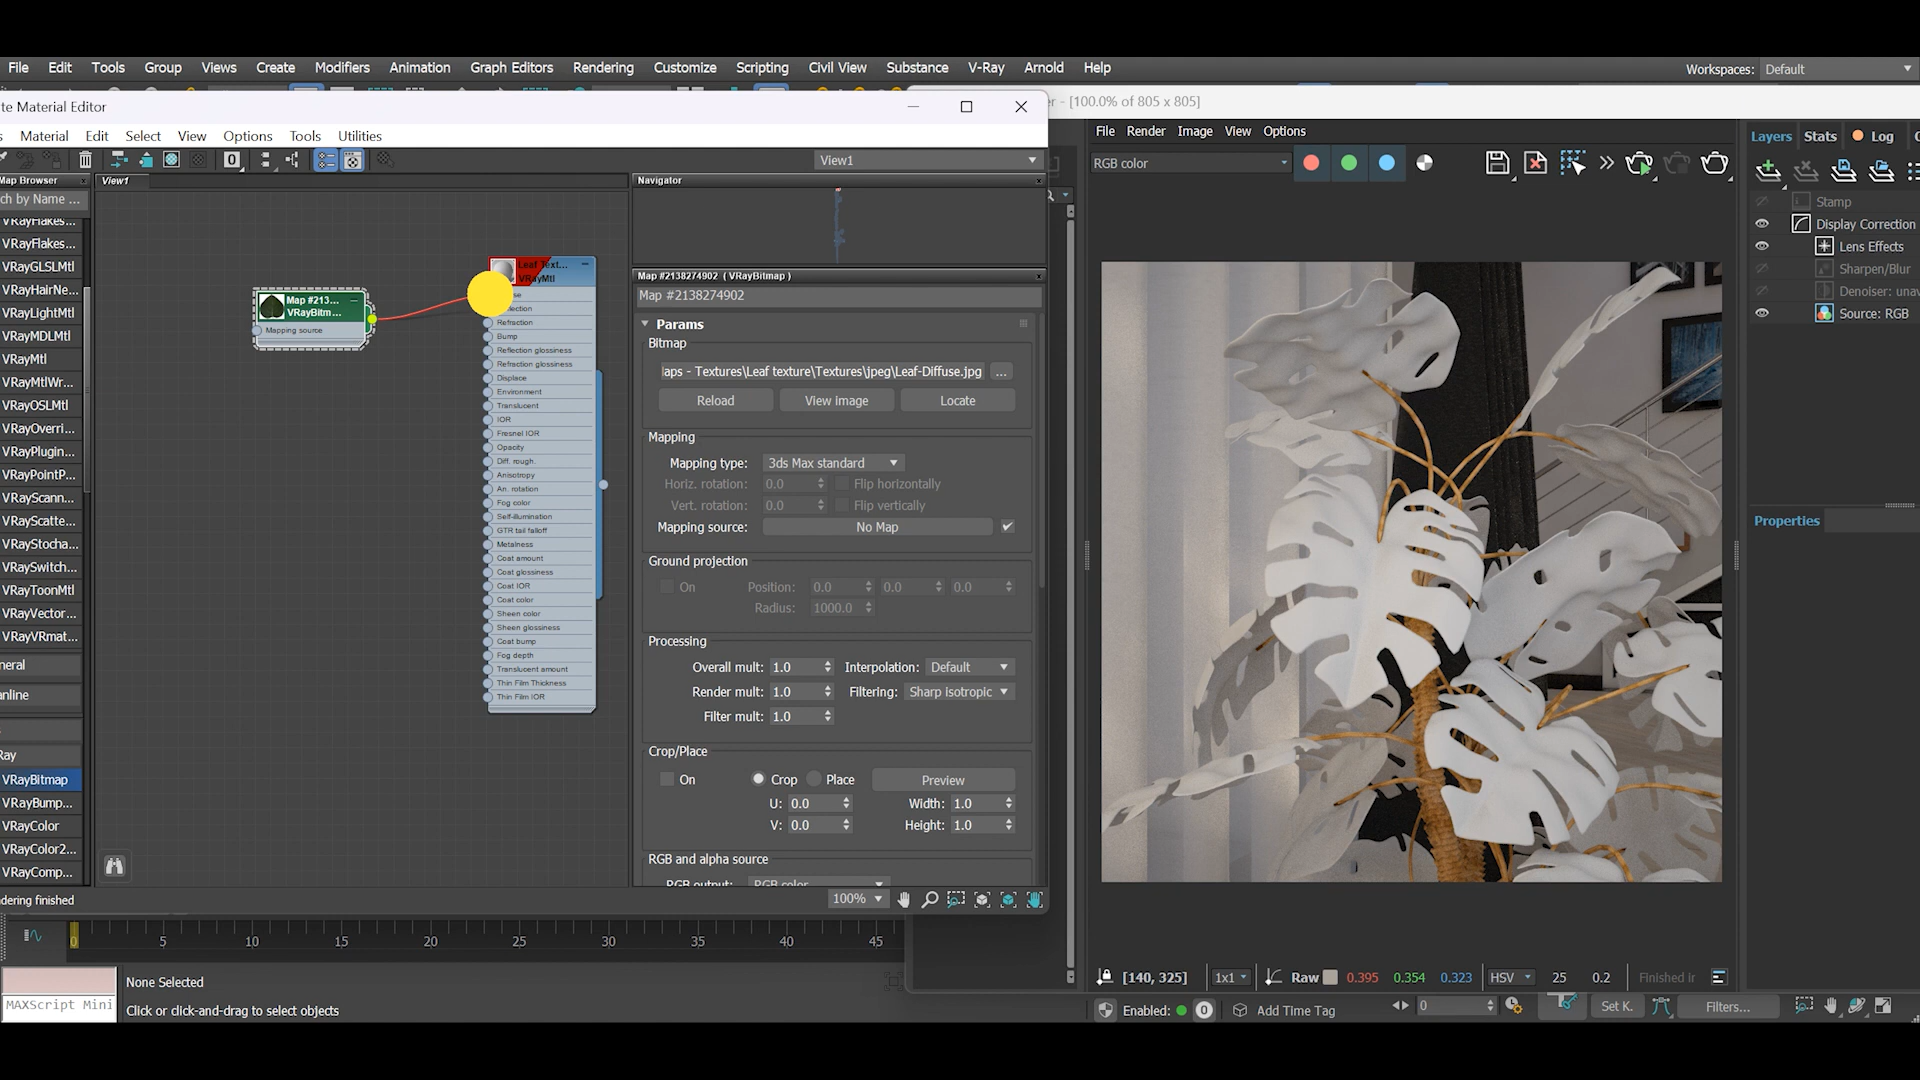 File Edit Tools Group Views Create Modifiers Animation Graph Editors Rendering Customize Scripting Civil View Substance V-Ray Arnold Help
Workspaces: Default
te Material Editor
Material Edit Select View Options Tools Utilities
View1
Map Browser
View1
ch by Name ...
VRayFlakes...
VRayFlakes...
VRayGLSLMtl
VRayHairNe...
VRayLightMtl
VRayMDLMtl
VRayMtl
VRayMtlWr...
VRayOSLMtl
VRayOverri...
VRayPlugin...
VRayPointP...
VRayScann...
VRayScatte...
VRayStocha...
VRaySwitch...
VRayToonMtl
VRayVector...
VRayVRmat...
neral
anline
Ray
VRayBitmap
VRayBump...
VRayColor
VRayColor2...
VRayComp...
dering finished
Map #213...
VRayBitm...
Mapping source
Leaf Text...
VRayMtl
Refraction
Bump
Reflection glossiness
Refraction glossiness
Displace
Environment
Translucent
IOR
Fresnel IOR
Opacity
Diff. rough.
Anisotropy
An. rotation
Fog color
Self-illumination
GTR tail falloff
Metalness
Coat amount
Coat glossiness
Coat IOR
Coat color
Sheen color
Sheen glossiness
Coat bump
Fog depth
Translucent amount
Thin Film Thickness
Thin Film IOR
Navigator
Map #2138274902 ( VRayBitmap )
Map #2138274902
Params
Bitmap
aps - Textures\Leaf texture\Textures\jpeg\Leaf-Diffuse.jpg ...
Reload View Image Locate
Mapping
Mapping type: 3ds Max standard
Horiz. rotation: 0.0 Flip horizontally
Vert. rotation: 0.0 Flip vertically
Mapping source: No Map
Ground projection
On Position: 0.0 0.0 0.0
Radius: 1000.0
Processing
Overall mult: 1.0 Interpolation: Default
Render mult: 1.0 Filtering: Sharp isotropic
Filter mult: 1.0
Crop/Place
On Crop Place Preview
U: 0.0 Width: 1.0
V: 0.0 Height: 1.0
RGB and alpha source
RGB output: RGB color
100%
r - [100.0% of 805 x 805]
File Render Image View Options
RGB color
Layers Stats Log
Stamp
Display Correction
Lens Effects
Sharpen/Blur
Denoiser: unav
Source: RGB
Properties
[140, 325] 1x1 Raw 0.395 0.354 0.323 HSV 25 0.2 Finished ir
0 5 10 15 20 25 30 35 40 45
None Selected
MAXScript Mini
Click or click-and-drag to select objects
Enabled: 0 Add Time Tag 0 Set K. Filters...